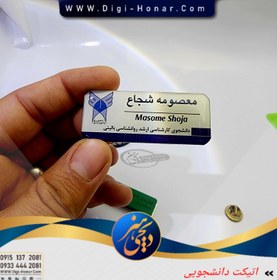 www.Digi-Honar.Com
معصومه شجاع
Masome Shoja
دانشجوی کارشناسی ارشد روانشناسی بالینی
دیجی هنر
0915 137 2081
0933 444 2081
www.Digi-Honar.Com
اتیکت دانشجویی